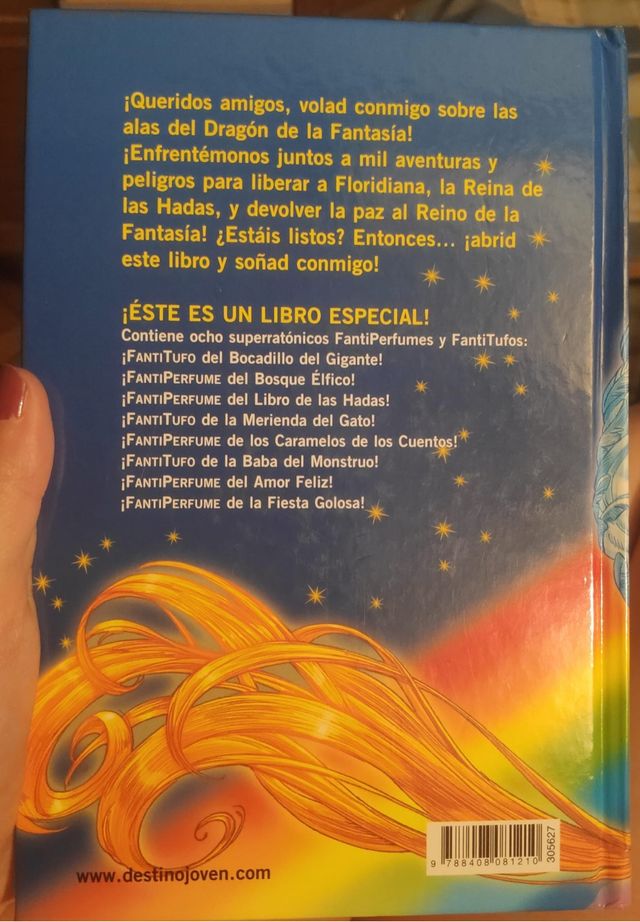 ¡Queridos amigos, volad conmigo sobre las
alas del Dragón de la Fantasía!
¡Enfrentémonos juntos a mil aventuras y
peligros para liberar a Floridiana, la Reina de
las Hadas, y devolver la paz al Reino de la
Fantasía! ¿Estáis listos? Entonces... ¡abrid
este libro y soñad conmigo!
¡ÉSTE ES UN LIBRO ESPECIAL!
Contiene ocho superratónicos FantiPerfumes y FantiTufos:
¡FANTITUFO del Bocadillo del Gigante!
¡FANTIPERFUME del Bosque Élfico!
¡FANTIPERFUME del Libro de las Hadas!
¡FANTITUFO de la Merienda del Gato!
¡FANTIPERFUME de los Caramelos de los Cuentos!
¡FANTITUFO de la Baba del Monstruo!
¡FANTIPERFUME del Amor Feliz!
¡FANTIPERFUME de la Fiesta Golosa!
www.destinojoven.com
9 788408 081210
305627